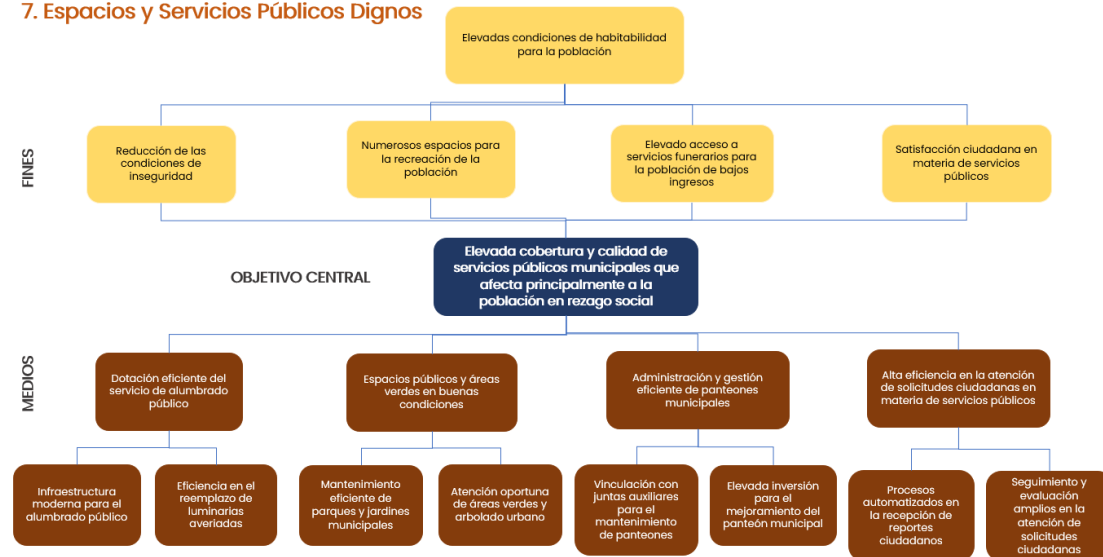 7. Espacios y Servicios Públicos Dignos
Elevadas condiciones de habitabilidad
para la población
FINES
Reducción de las
condiciones de
inseguridad
Numerosos espacios para
la recreación de la
población
Elevado acceso a
servicios funerarios para
la población de bajos
ingresos
Satisfacción ciudadana en
materia de servicios
públicos
OBJETIVO CENTRAL
Elevada cobertura y calidad de
servicios públicos municipales que
afecta principalmente a la
población en rezago social
MEDIOS
Dotación eficiente del
servicio de alumbrado
público
Espacios públicos y áreas
verdes en buenas
condiciones
Administración y gestión
eficiente de panteones
municipales
Alta eficiencia en la atención
de solicitudes ciudadanas en
materia de servicios públicos
Infraestructura
moderna para el
alumbrado público
Eficiencia en el
reemplazo de
luminarias
averiadas
Mantenimiento
eficiente de
parques y jardines
municipales
Atención oportuna
de áreas verdes y
arbolado urbano
Vinculación con
juntas auxiliares
para el
mantenimiento
de panteones
Elevada inversión
para el
mejoramiento del
panteón municipal
Procesos
automatizados en
la recepción de
reportes
ciudadanos
Seguimiento y
evaluación
amplios en la
atención de
solicitudes
ciudadanas